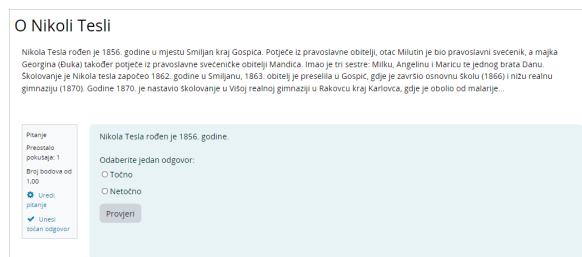 O Nikoli Tesli
Nikola Tesla rođen je 1856. godine u mjestu Smiljan kraj Gospića. Potječe iz pravoslavne obitelji, otac Milutin je bio pravoslavni svećenik, a majka
Georgina (Đuka) također potječe iz pravoslavne svećeničke obitelji Mandića. Imao je tri sestre: Milku, Angelinu i Maricu te jednog brata Danu.
Školovanje je Nikola tesla započeo 1862. godine u Smiljanu, 1863. obitelj je preselila u Gospić, gdje je završio osnovnu školu (1866) i nižu realnu
gimnaziju (1870). Godine 1870. je nastavio školovanje u Višoj realnoj gimnaziji u Rakovcu kraj Karlovca, gdje je obolio od malarije...
Pitanje
Preostalo
pokušaja: 1
Broj bodova od
1,00
Uredi
pitanje
Unesi
točan odgovor
Nikola Tesla rođen je 1856. godine.
Odaberite jedan odgovor:
Točno
Netočno
Provjeri